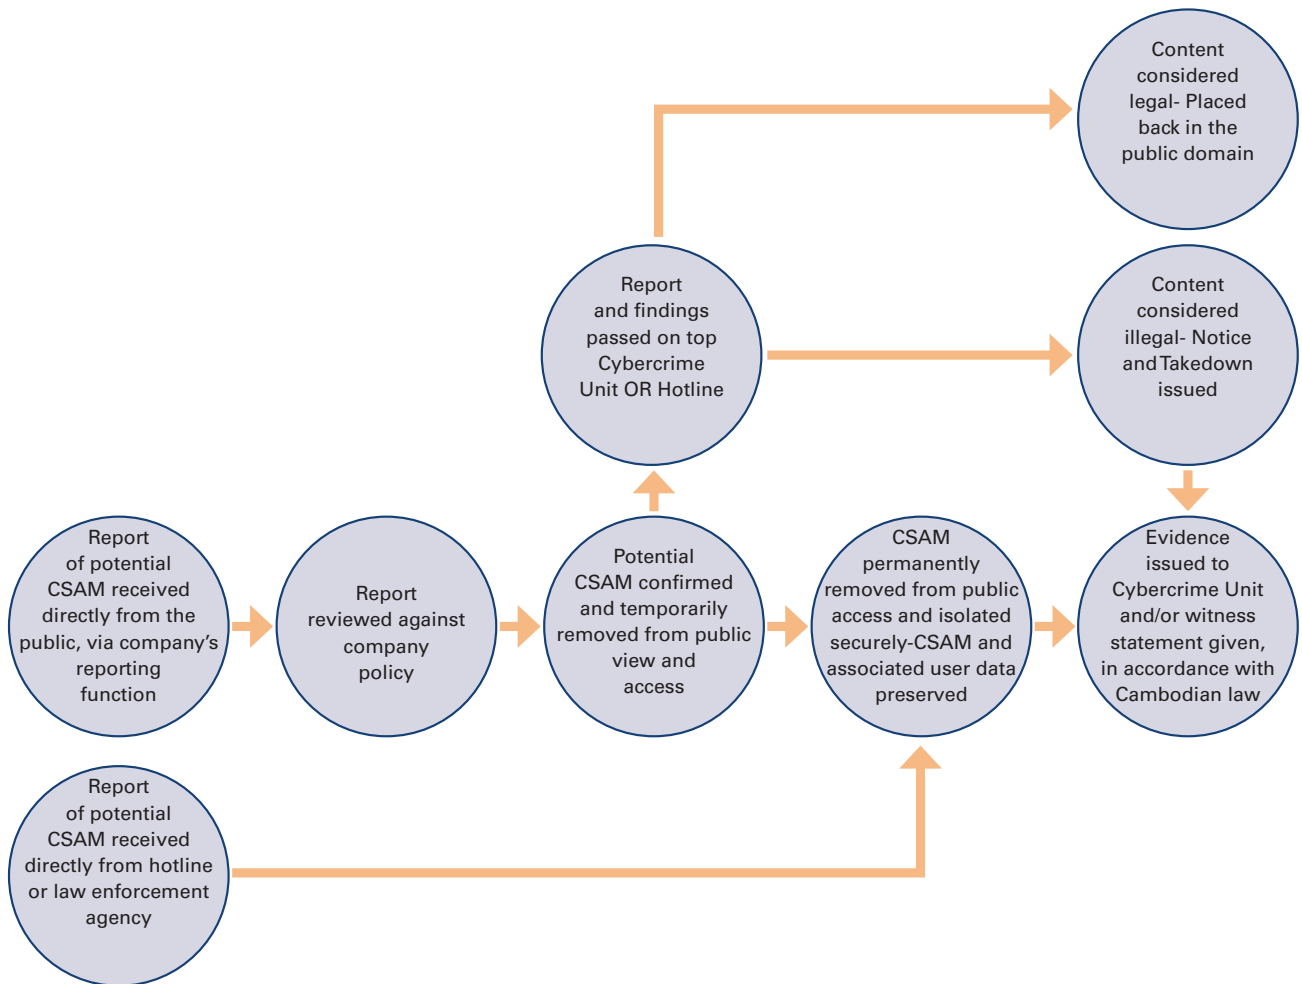 Content
considered
legal- Placed
back in the
public domain
Report
and findings
passed on top
Cybercrime
Unit OR Hotline
Content
considered
illegal- Notice
and Takedown
issued
Report
of potential
CSAM received
directly from the
public, via company's
reporting
function
Report
reviewed against
company
policy
Potential
CSAM confirmed
and temporarily
removed from public
view and
access
CSAM
permanently
removed from public
access and isolated
securely-CSAM and
associated user data
preserved
Evidence
issued to
Cybercrime Unit
and/or witness
statement given,
in accordance with
Cambodian law
Report
of potential
CSAM received
directly from hotline
or law enforcement
agency